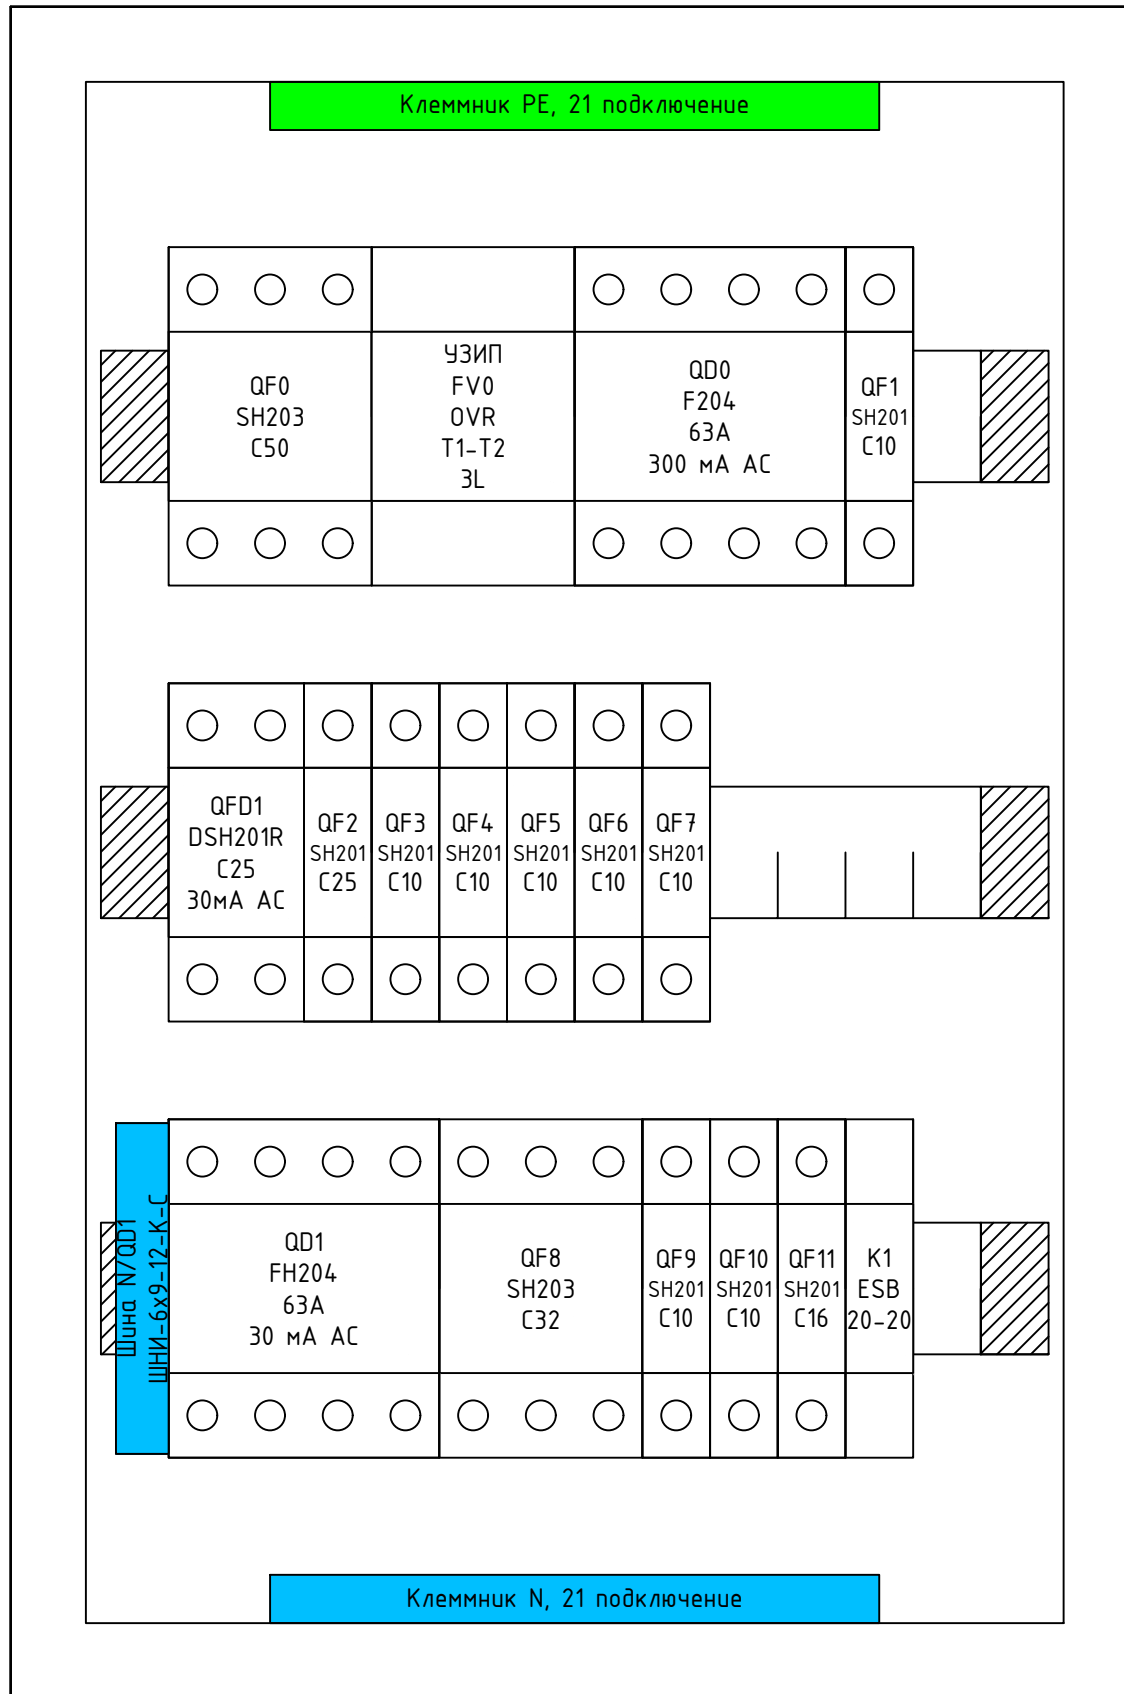 Клеммник PE, 21 подключение
QF0
SH203
C50
УЗИП
FV0
OVR
T1-T2
3L
QD0
F204
63A
300 мА AC
QF1
SH201
C10
QFD1
DSH201R
C25
30мА AC
QF2
SH201
C25
QF3
SH201
C10
QF4
SH201
C10
QF5
SH201
C10
QF6
SH201
C10
QF7
SH201
C10
Шина N/QD1
ШНИ-6х9-12-К-С
QD1
FH204
63A
30 мА AC
QF8
SH203
C32
QF9
SH201
C10
QF10
SH201
C10
QF11
SH201
C16
K1
ESB
20-20
Клеммник N, 21 подключение